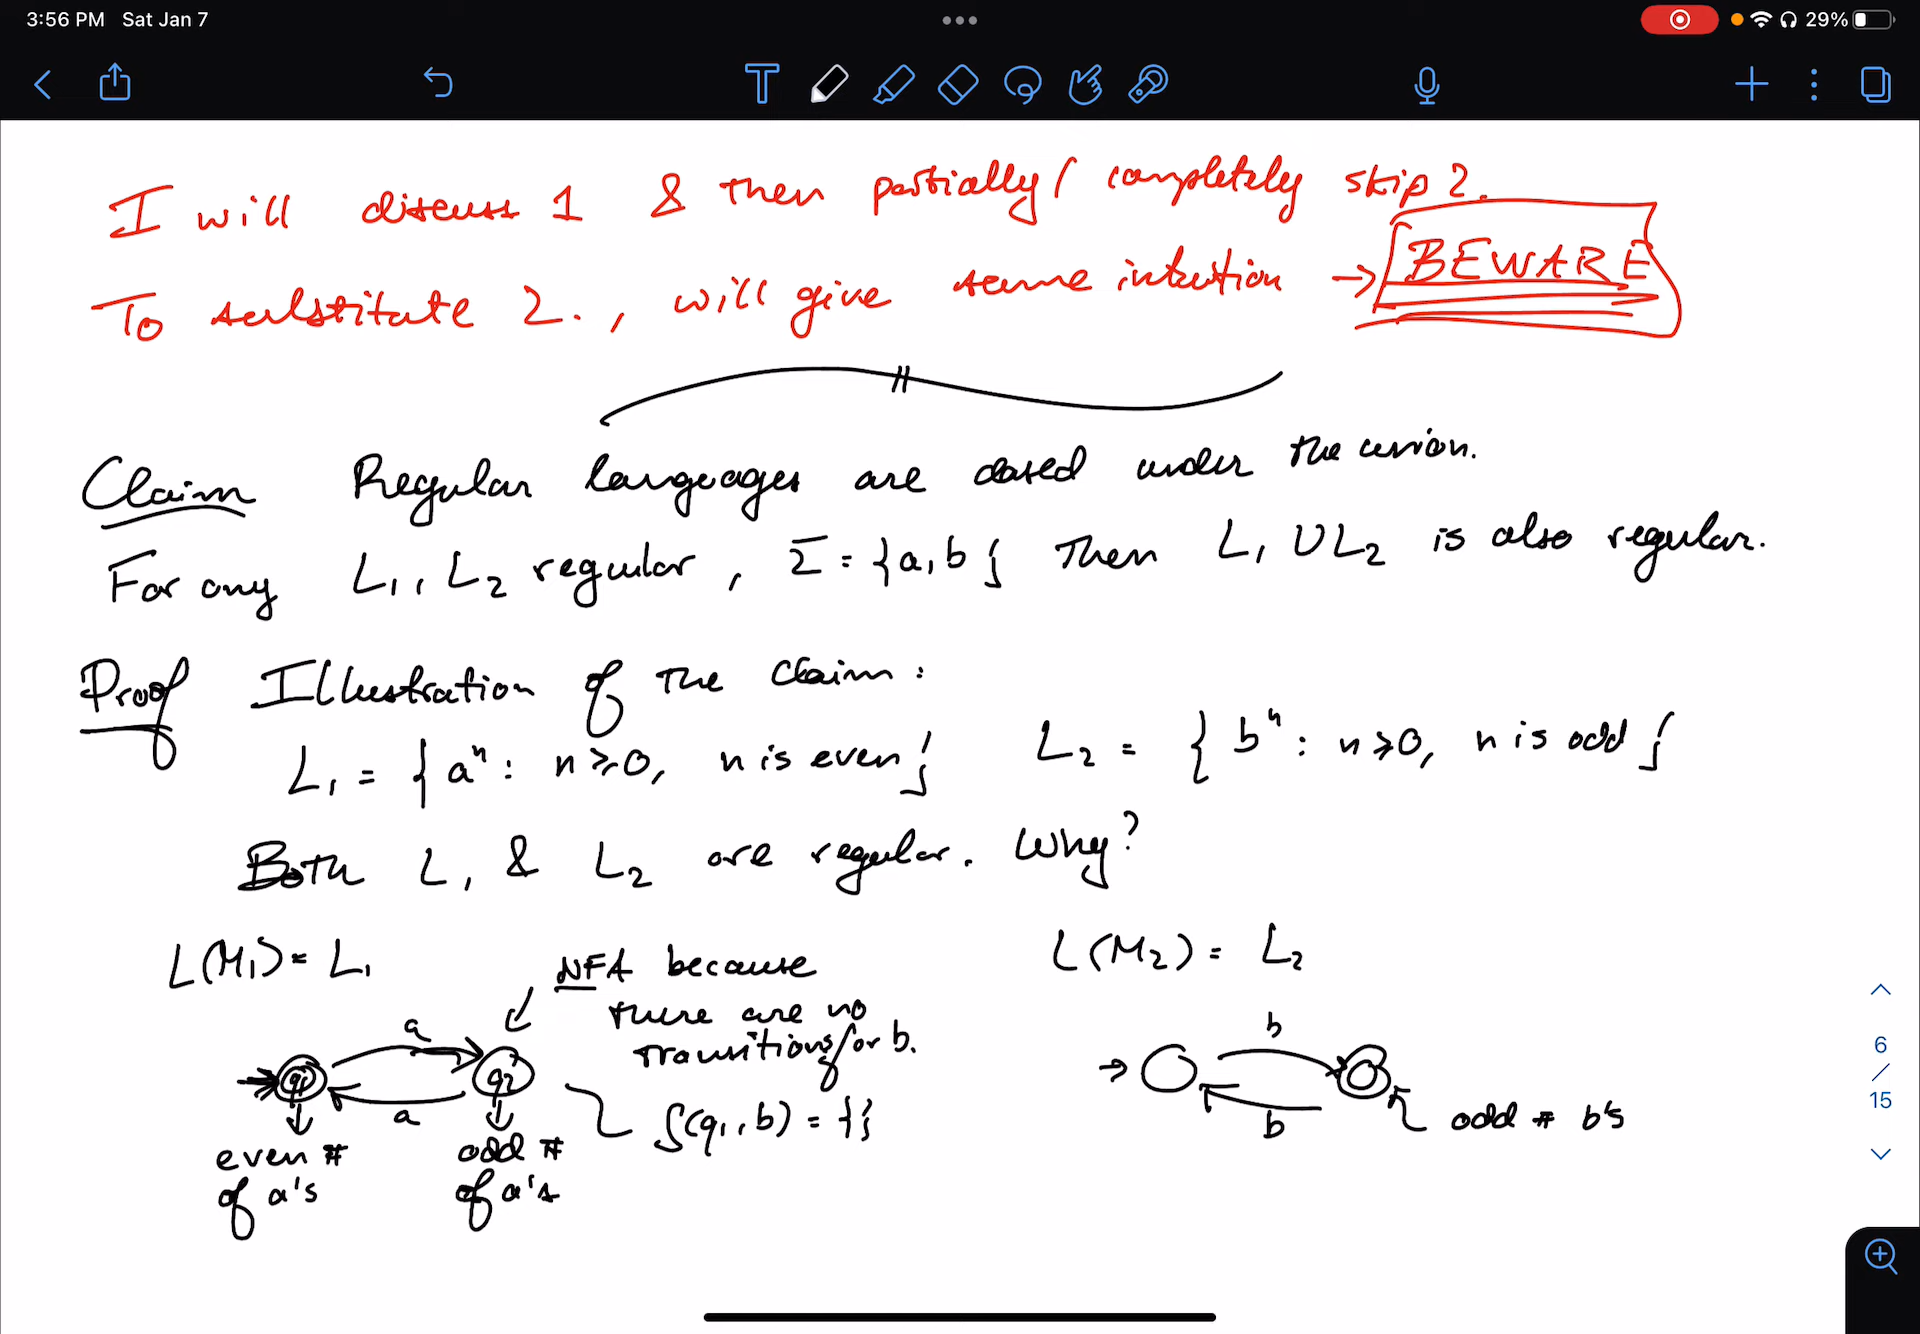 3:56 PM Sat Jan 7
29%
I will discuss 1 & then partially/completely skip 2.
To substitute 2., will give some intuition → BEWARE
Claim Regular languages are closed under the union.
For any L₁, L₂ regular, Σ = {a, b} then L₁ ∪ L₂ is also regular.
Proof Illustration of the claim:
L₁ = { aⁿ : n ≥ 0, n is even } L₂ = { bⁿ : n ≥ 0, n is odd }
Both L₁ & L₂ are regular. Why?
L(M₁) = L₁
NFA because
there are no
transitions for b.
a
q₁ q₂
a
δ(q₁, b) = {}
even #
of a's
odd #
of a's
L(M₂) = L₂
b
b
odd # b's
6
/
15